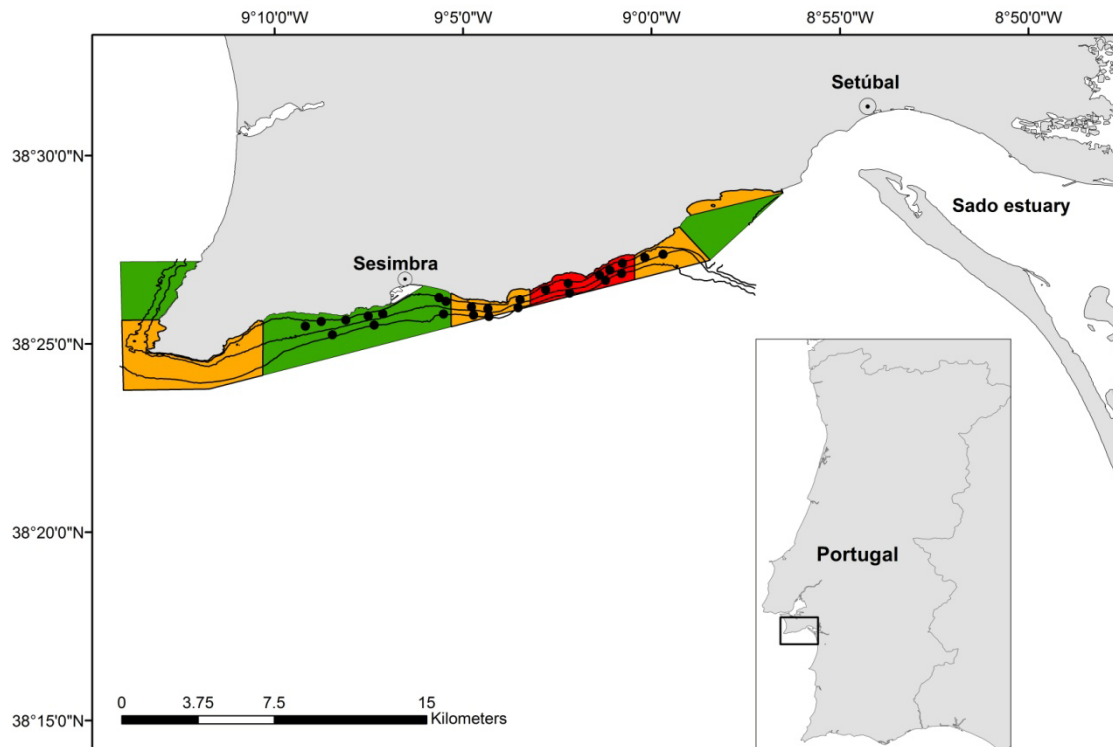 9°10'0"W 9°5'0"W 9°0'0"W 8°55'0"W 8°50'0"W
Setúbal
38°30'0"N
Sado estuary
Sesimbra
38°25'0"N
38°20'0"N
Portugal
0 3.75 7.5 15
Kilometers
38°15'0"N